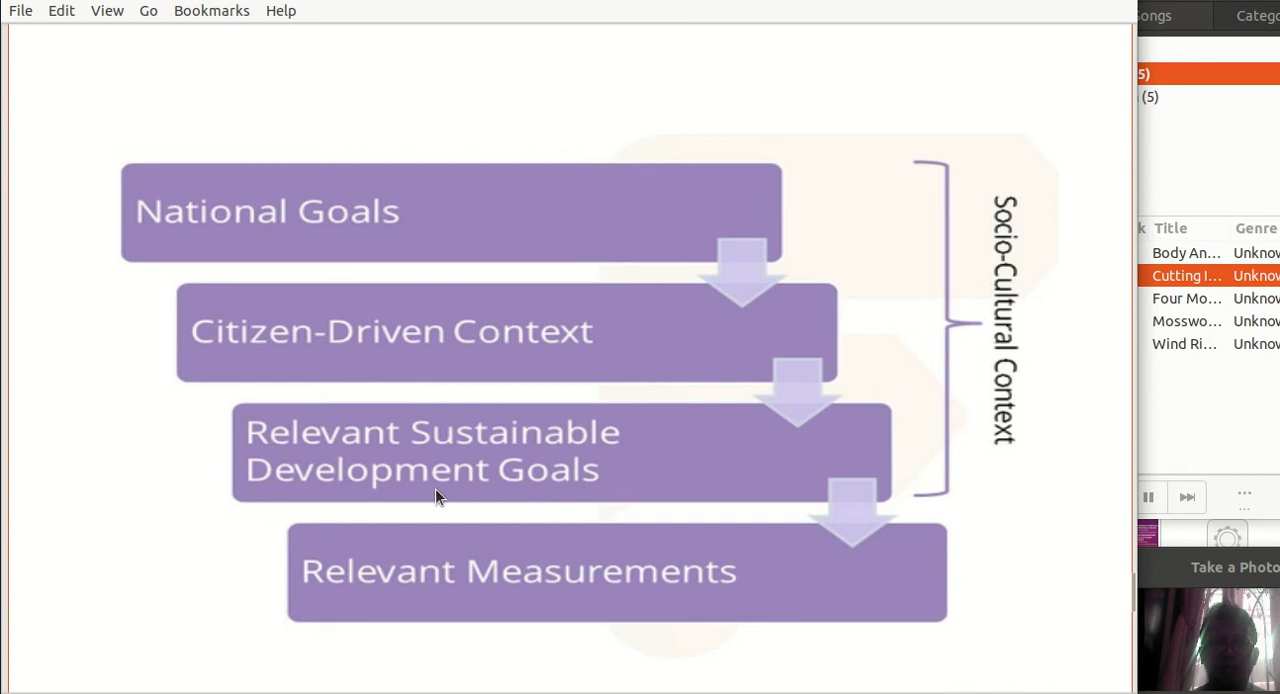 File Edit View Go Bookmarks Help
National Goals
Citizen-Driven Context
Relevant Sustainable
Development Goals
Relevant Measurements
Socio-Cultural Context
ongs Catego
5)
(5)
k Title Genre
Body An... Unknow
Cutting I... Unknow
Four Mo... Unknow
Mosswo... Unknow
Wind Ri... Unknow
...
...
Take a Photo